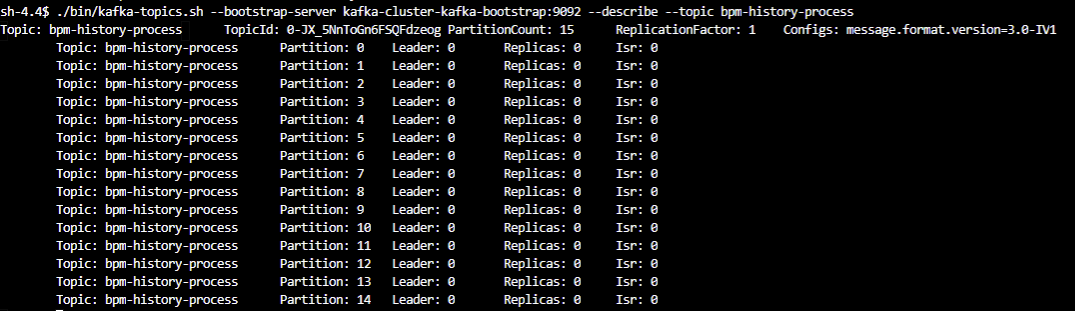 sh-4.4$ ./bin/kafka-topics.sh --bootstrap-server kafka-cluster-kafka-bootstrap:9092 --describe --topic bpm-history-process
Topic: bpm-history-process TopicId: 0-JX_5NnToGn6FSQFdzeog PartitionCount: 15 ReplicationFactor: 1 Configs: message.format.version=3.0-IV1
Topic: bpm-history-process Partition: 0 Leader: 0 Replicas: 0 Isr: 0
Topic: bpm-history-process Partition: 1 Leader: 0 Replicas: 0 Isr: 0
Topic: bpm-history-process Partition: 2 Leader: 0 Replicas: 0 Isr: 0
Topic: bpm-history-process Partition: 3 Leader: 0 Replicas: 0 Isr: 0
Topic: bpm-history-process Partition: 4 Leader: 0 Replicas: 0 Isr: 0
Topic: bpm-history-process Partition: 5 Leader: 0 Replicas: 0 Isr: 0
Topic: bpm-history-process Partition: 6 Leader: 0 Replicas: 0 Isr: 0
Topic: bpm-history-process Partition: 7 Leader: 0 Replicas: 0 Isr: 0
Topic: bpm-history-process Partition: 8 Leader: 0 Replicas: 0 Isr: 0
Topic: bpm-history-process Partition: 9 Leader: 0 Replicas: 0 Isr: 0
Topic: bpm-history-process Partition: 10 Leader: 0 Replicas: 0 Isr: 0
Topic: bpm-history-process Partition: 11 Leader: 0 Replicas: 0 Isr: 0
Topic: bpm-history-process Partition: 12 Leader: 0 Replicas: 0 Isr: 0
Topic: bpm-history-process Partition: 13 Leader: 0 Replicas: 0 Isr: 0
Topic: bpm-history-process Partition: 14 Leader: 0 Replicas: 0 Isr: 0